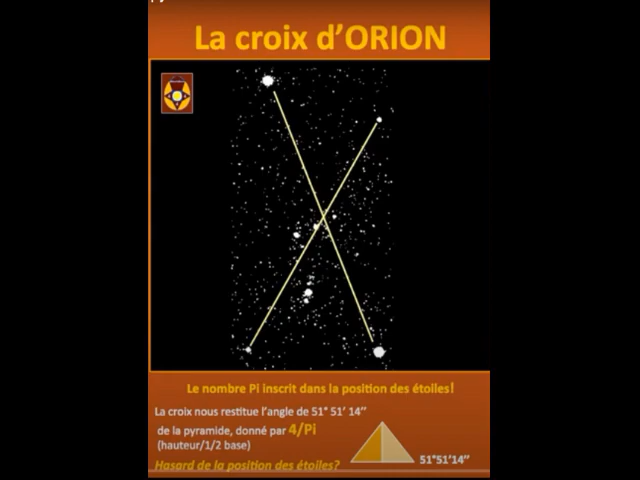 La croix d’ORION
Le nombre Pi inscrit dans la position des étoiles!
La croix nous restitue l’angle de 51° 51’ 14’’
de la pyramide, donné par 4/Pi
(hauteur/1/2 base)
51°51’14’’
Hasard de la position des étoiles?